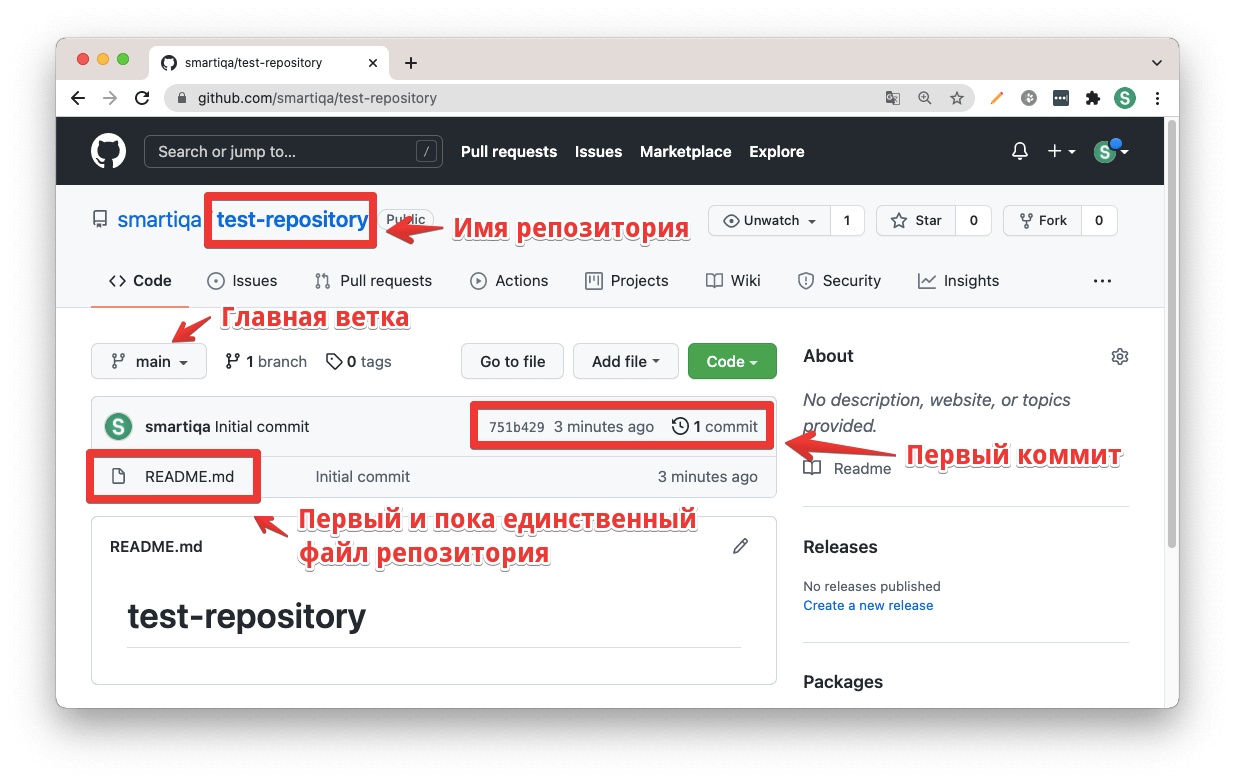 smartiqa/test-repository
github.com/smartiqa/test-repository
S
Search or jump to...
/
Pull requests
Issues
Marketplace
Explore
S
smartiqa / test-repository
Public
Имя репозитория
Unwatch
1
Star
0
Fork
0
Code
Issues
Pull requests
Actions
Projects
Wiki
Security
Insights
Главная ветка
main
1 branch
0 tags
Go to file
Add file
Code
About
No description, website, or topics
provided.
S
smartiqa Initial commit
751b429 3 minutes ago
1 commit
Первый коммит
Readme
README.md
Initial commit
3 minutes ago
Первый и пока единственный
файл репозитория
README.md
test-repository
Releases
No releases published
Create a new release
Packages